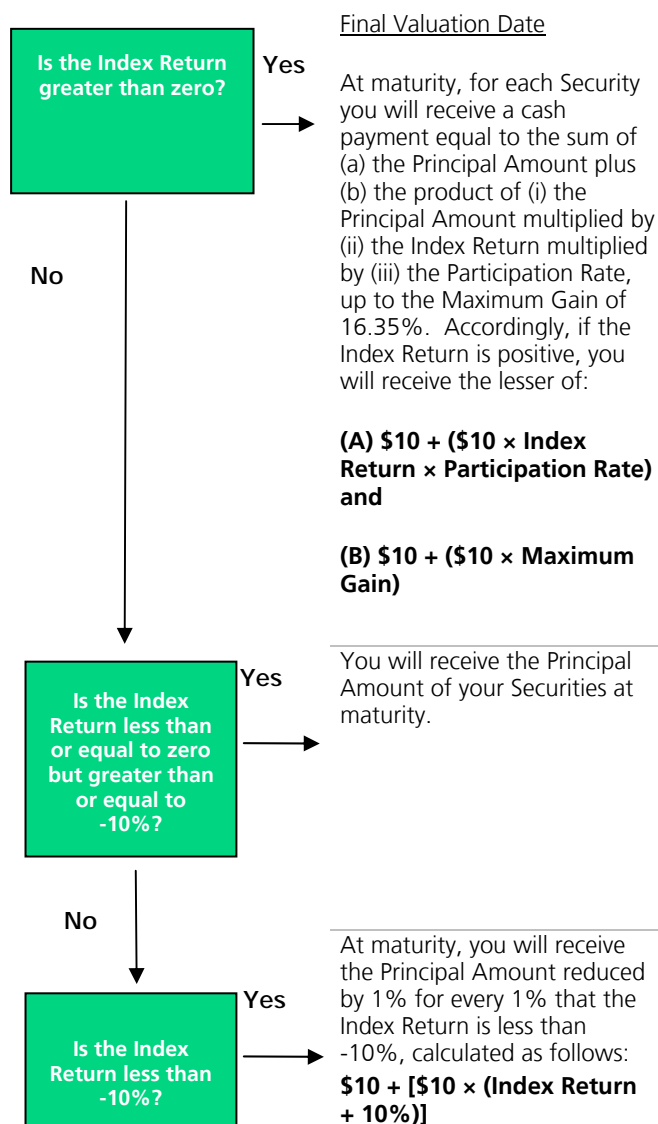 Final Valuation Date
Is the Index Return
greater than zero?
Yes
At maturity, for each Security
you will receive a cash
payment equal to the sum of
(a) the Principal Amount plus
(b) the product of (i) the
Principal Amount multiplied by
(ii) the Index Return multiplied
by (iii) the Participation Rate,
up to the Maximum Gain of
16.35%. Accordingly, if the
Index Return is positive, you
will receive the lesser of:
(A) $10 + ($10 × Index
Return × Participation Rate)
and
(B) $10 + ($10 × Maximum
Gain)
No
Is the Index
Return less than
or equal to zero
but greater than
or equal to
-10%?
Yes
You will receive the Principal
Amount of your Securities at
maturity.
No
Is the Index
Return less than
-10%?
Yes
At maturity, you will receive
the Principal Amount reduced
by 1% for every 1% that the
Index Return is less than
-10%, calculated as follows:
$10 + [$10 × (Index Return
+ 10%)]